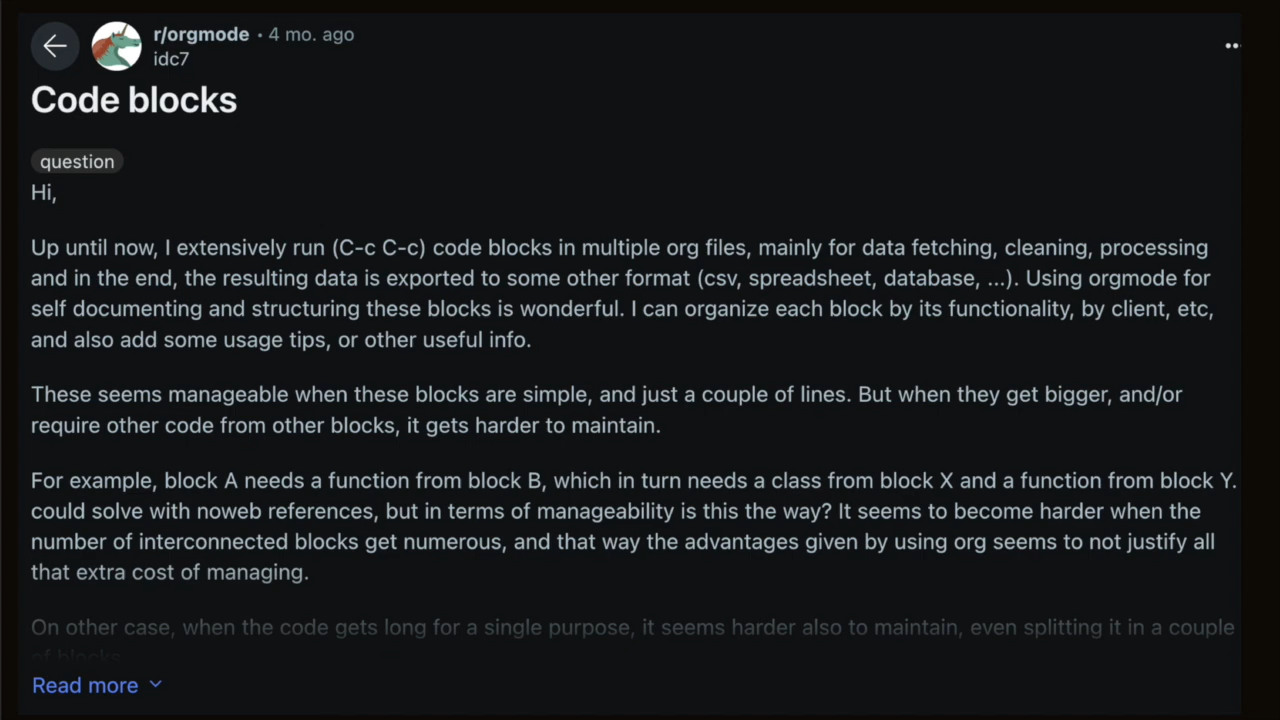 r/orgmode • 4 mo. ago
idc7
Code blocks
question
Hi,
Up until now, I extensively run (C-c C-c) code blocks in multiple org files, mainly for data fetching, cleaning, processing
and in the end, the resulting data is exported to some other format (csv, spreadsheet, database, ...). Using orgmode for
self documenting and structuring these blocks is wonderful. I can organize each block by its functionality, by client, etc,
and also add some usage tips, or other useful info.
These seems manageable when these blocks are simple, and just a couple of lines. But when they get bigger, and/or
require other code from other blocks, it gets harder to maintain.
For example, block A needs a function from block B, which in turn needs a class from block X and a function from block Y.
could solve with noweb references, but in terms of manageability is this the way? It seems to become harder when the
number of interconnected blocks get numerous, and that way the advantages given by using org seems to not justify all
that extra cost of managing.
On other case, when the code gets long for a single purpose, it seems harder also to maintain, even splitting it in a couple
of blocks.
Read more